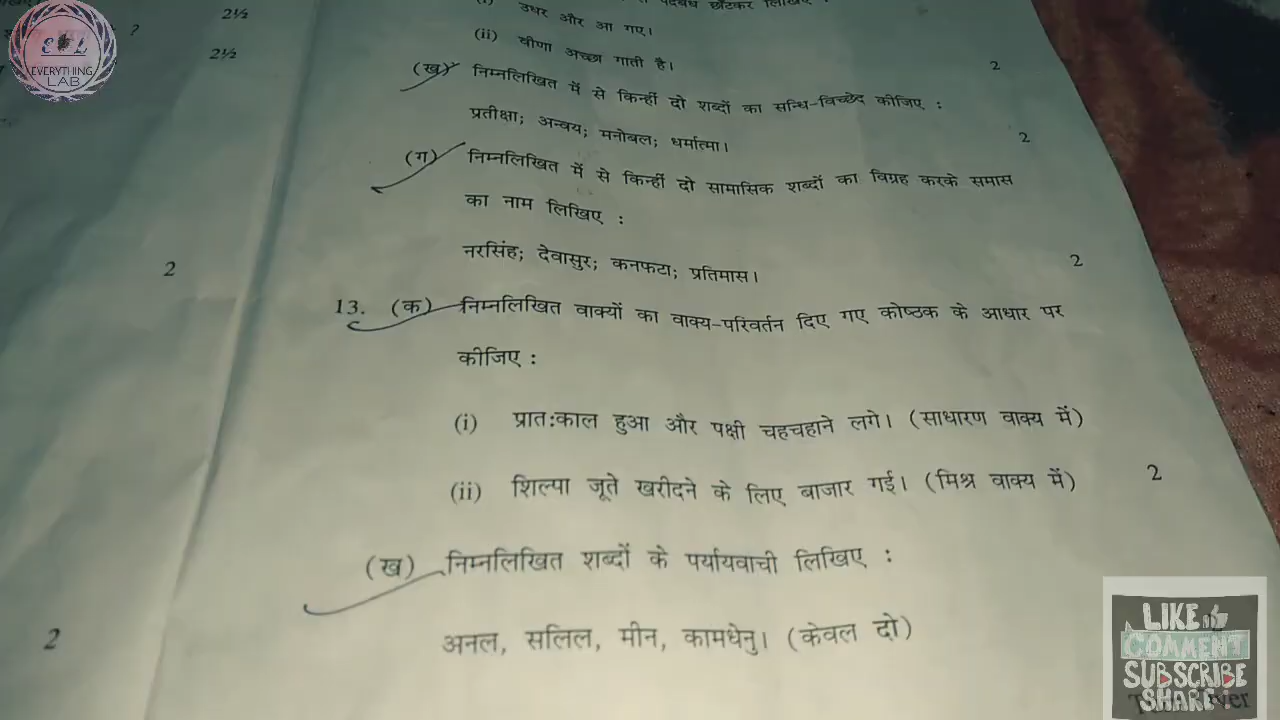 2½
?
2½
2
2
(i) उधर और आ गए।
(ii) वीणा अच्छा गाती है।
2
(ख) निम्नलिखित में से किन्हीं दो शब्दों का सन्धि-विच्छेद कीजिए :
प्रतीक्षा; अन्वय; मनोबल; धर्मात्मा।
2
(ग) निम्नलिखित में से किन्हीं दो सामासिक शब्दों का विग्रह करके समास
का नाम लिखिए :
नरसिंह; देवासुर; कनफटा; प्रतिमास।
2
13. (क) निम्नलिखित वाक्यों का वाक्य-परिवर्तन दिए गए कोष्ठक के आधार पर
कीजिए :
(i) प्रातःकाल हुआ और पक्षी चहचहाने लगे। (साधारण वाक्य में)
(ii) शिल्पा जूते खरीदने के लिए बाजार गई। (मिश्र वाक्य में)
2
(ख) निम्नलिखित शब्दों के पर्यायवाची लिखिए :
अनल, सलिल, मीन, कामधेनु। (केवल दो)
EVERYTHING
LAB
LIKE
COMMENT
SUBSCRIBE
SHARE